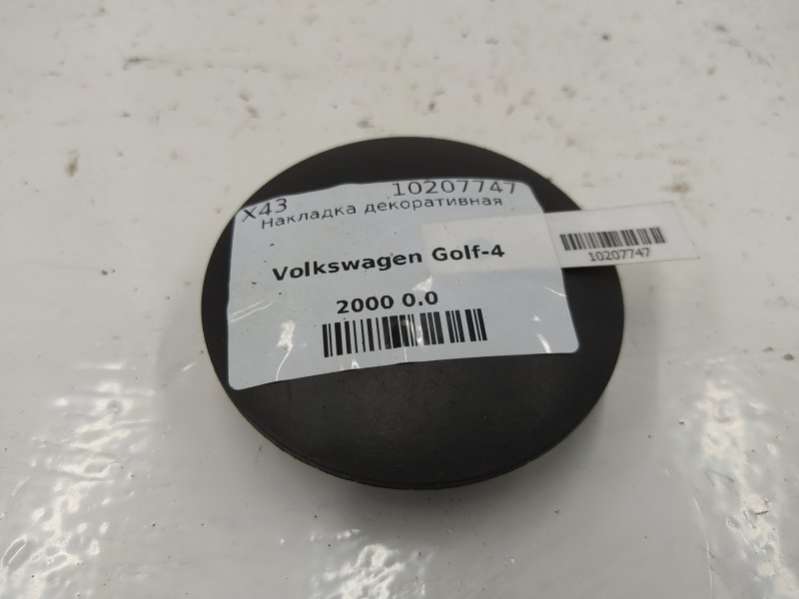 X43 10207747
Накладка декоративная
Volkswagen Golf-4
2000 0.0
10207747